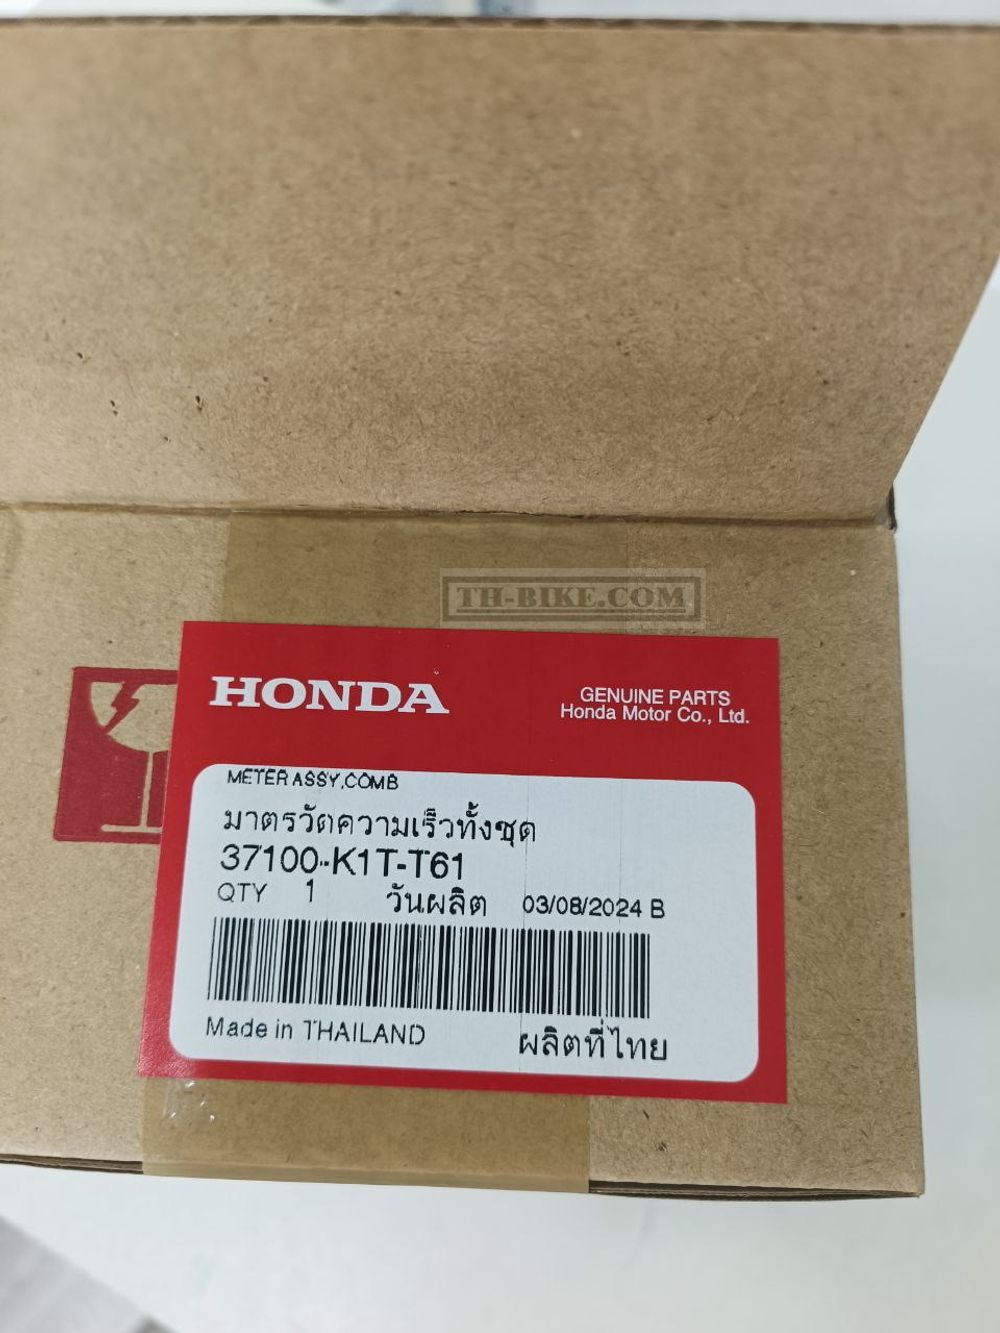 TH-BIKE.COM
HONDA
GENUINE PARTS
Honda Motor Co., Ltd.
METER ASSY,COMB
มาตรวัดความเร็วทั้งชุด
37100-K1T-T61
QTY 1 วันผลิต 03/08/2024 B
Made in THAILAND ผลิตที่ไทย